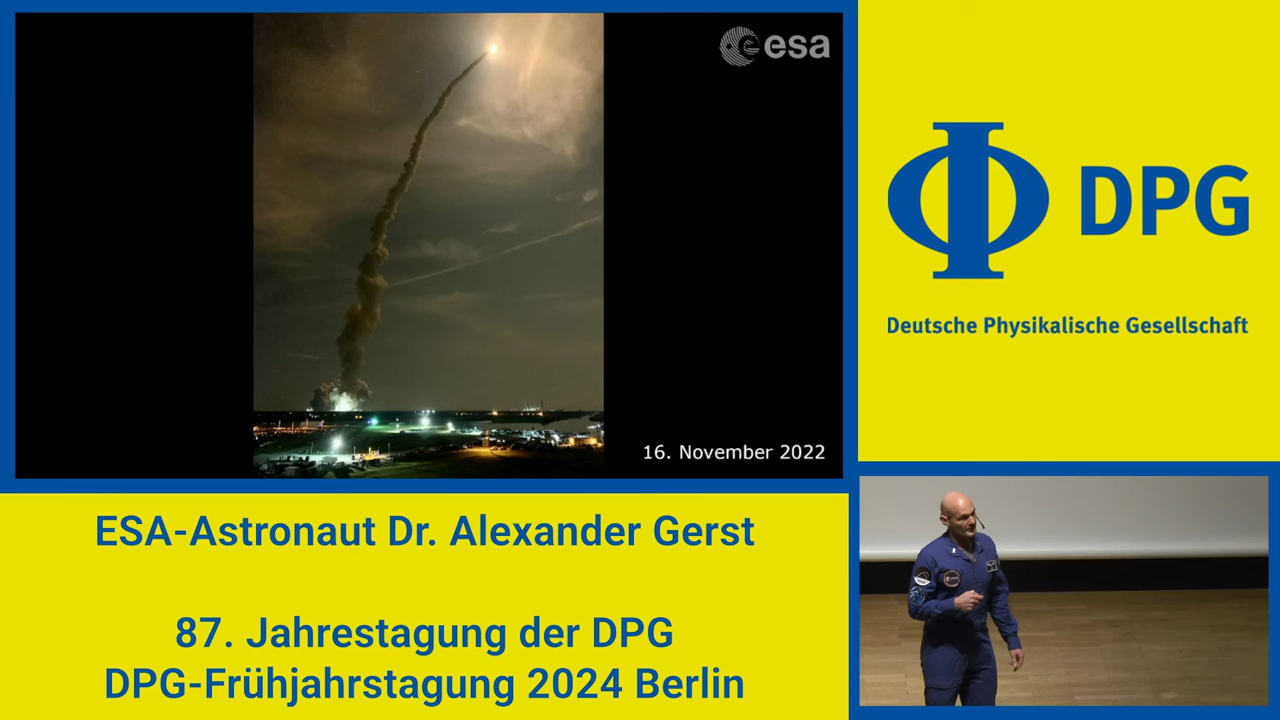 esa
16. November 2022
DPG
Deutsche Physikalische Gesellschaft
ESA-Astronaut Dr. Alexander Gerst
87. Jahrestagung der DPG
DPG-Frühjahrstagung 2024 Berlin